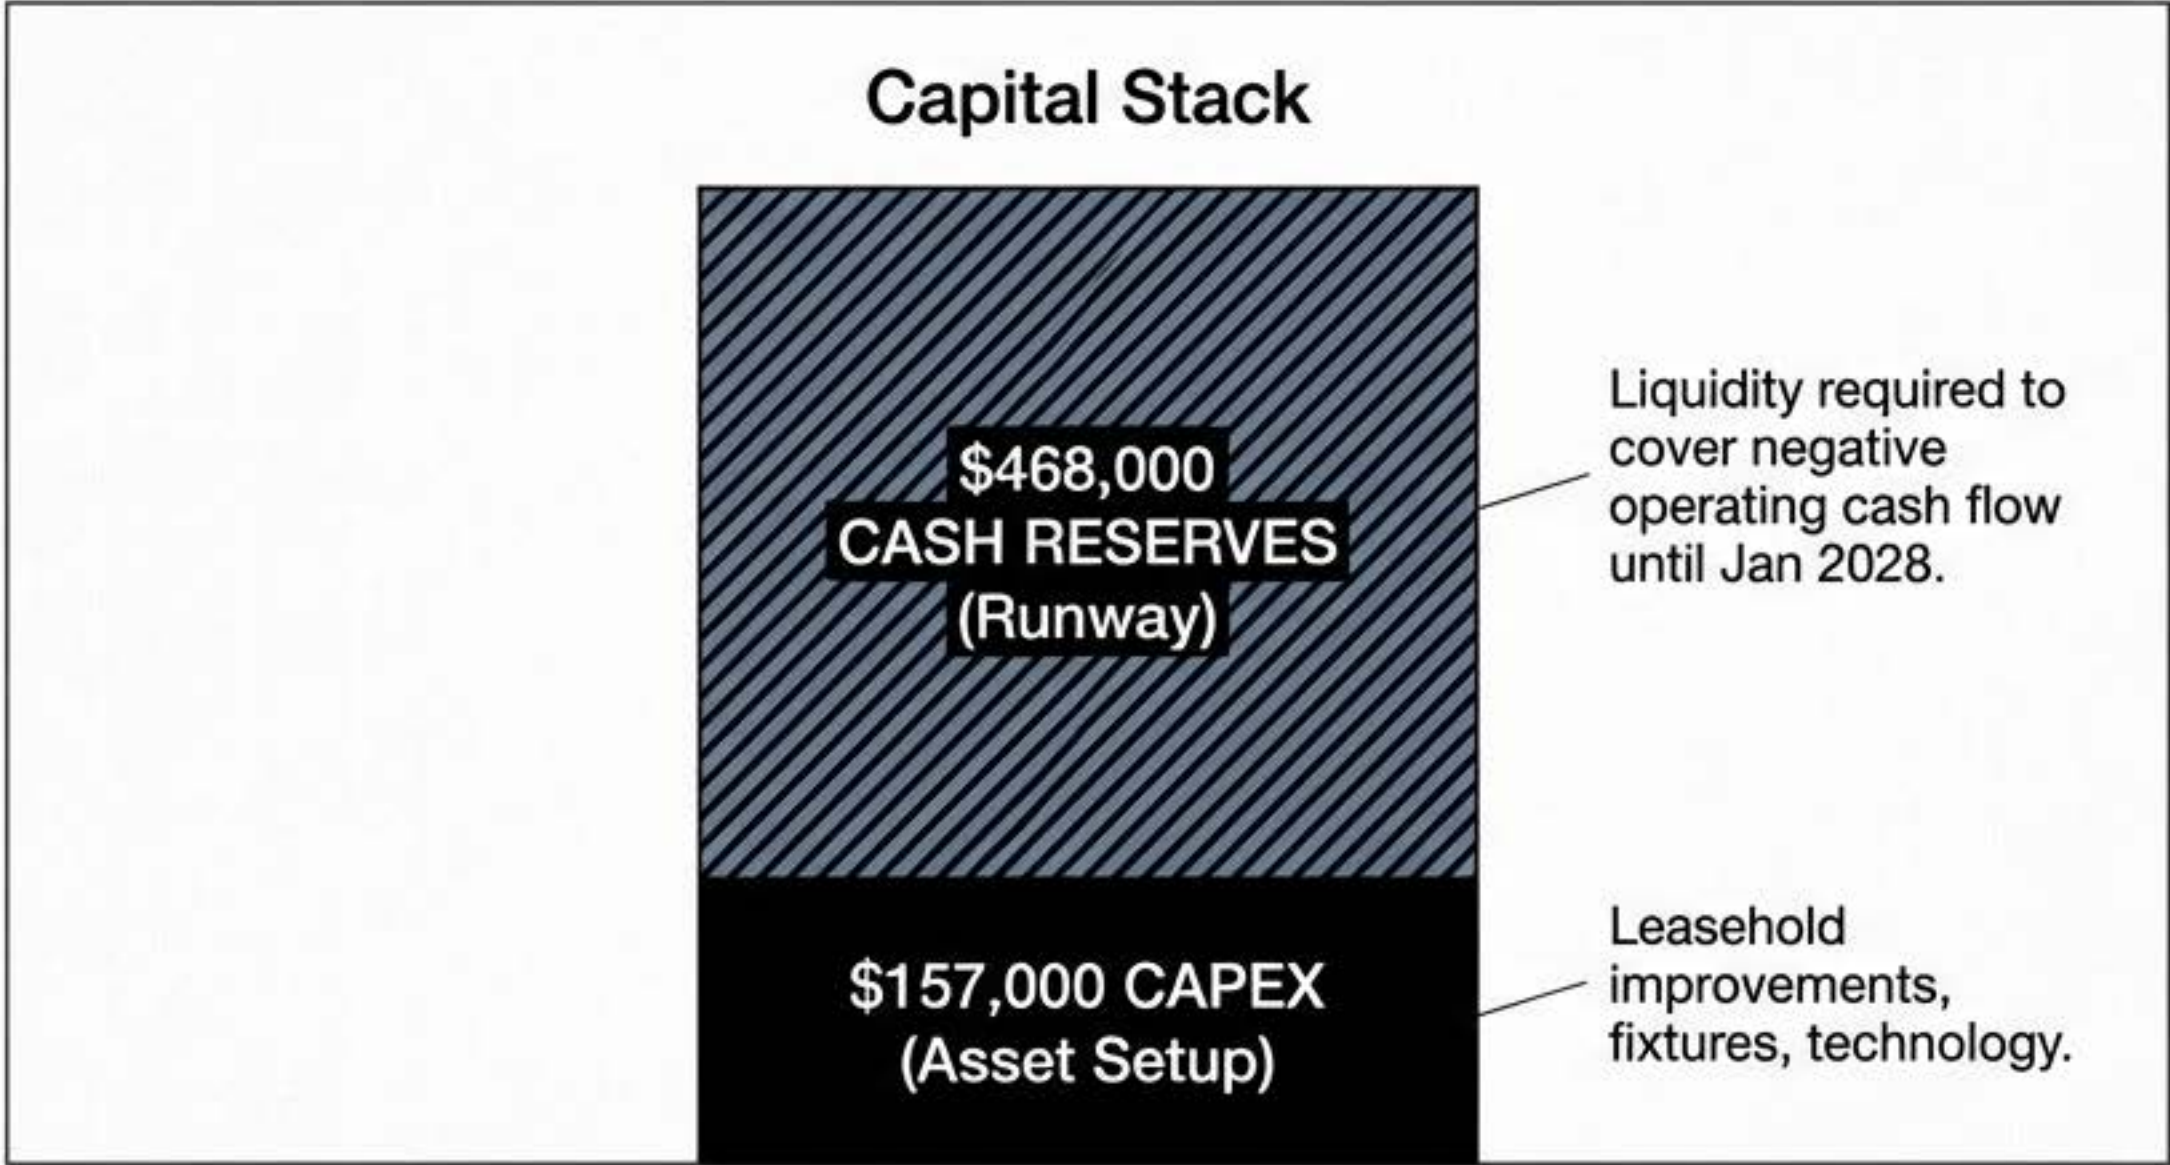 Capital Stack
$468,000
CASH RESERVES
(Runway)
Liquidity required to
cover negative
operating cash flow
until Jan 2028.
$157,000 CAPEX
(Asset Setup)
Leasehold
improvements,
fixtures, technology.